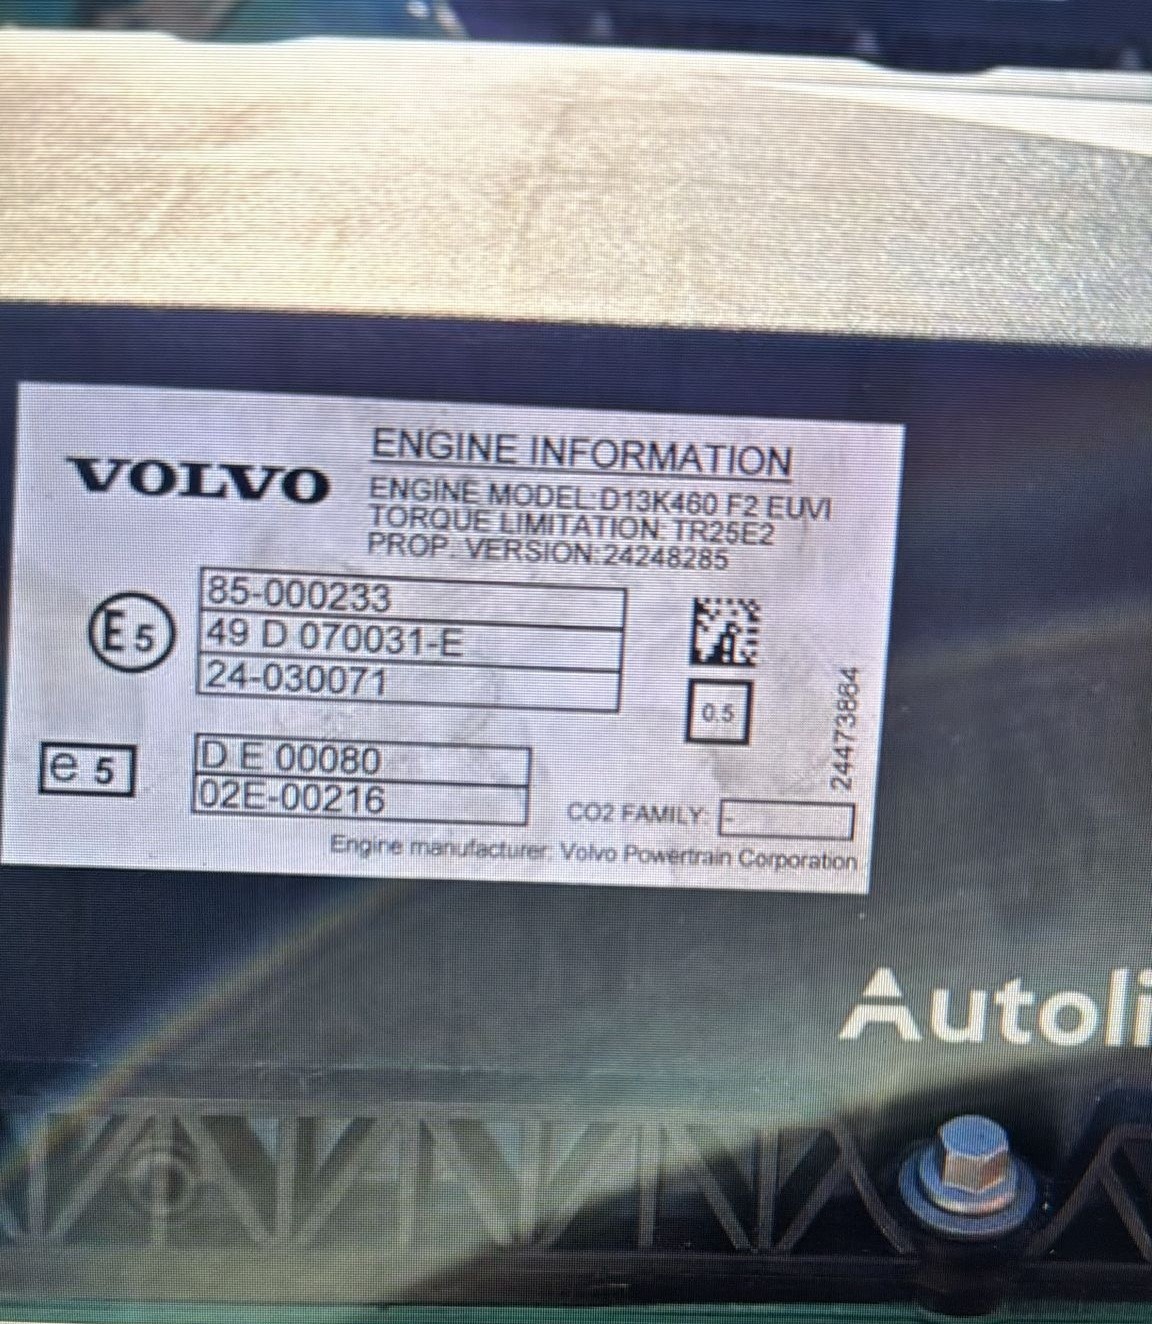 VOLVO
ENGINE INFORMATION
ENGINE MODEL:D13K460 F2 EUVI
TORQUE LIMITATION: TR25E2
PROP. VERSION:24248285
E5
85-000233
49 D 070031-E
24-030071
0.5
24473864
e 5
D E 00080
02E-00216
CO2 FAMILY: -
Engine manufacturer: Volvo Powertrain Corporation
Autoli